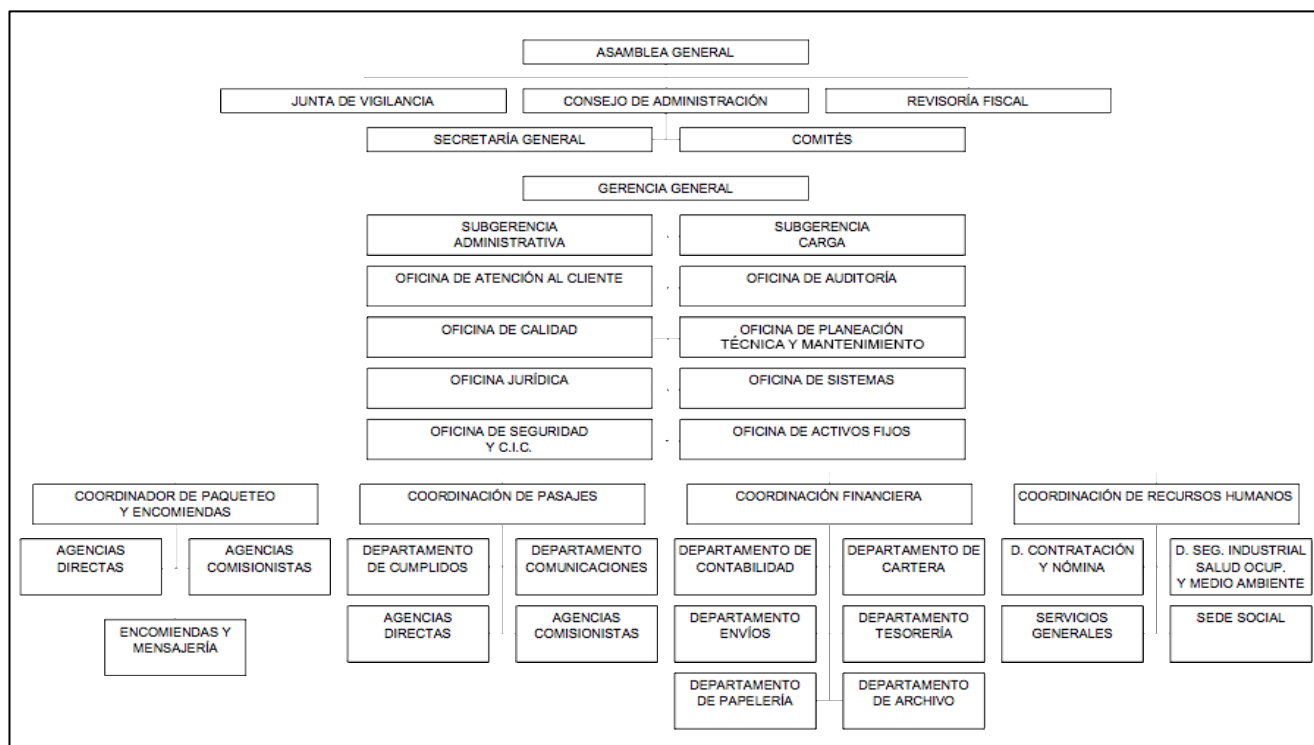 ASAMBLEA GENERAL
JUNTA DE VIGILANCIA
CONSEJO DE ADMINISTRACIÓN
REVISORÍA FISCAL
SECRETARÍA GENERAL
COMITÉS
GERENCIA GENERAL
SUBGERENCIA
ADMINISTRATIVA
SUBGERENCIA
CARGA
OFICINA DE ATENCIÓN AL CLIENTE
OFICINA DE AUDITORÍA
OFICINA DE CALIDAD
OFICINA DE PLANEACIÓN
TÉCNICA Y MANTENIMIENTO
OFICINA JURÍDICA
OFICINA DE SISTEMAS
OFICINA DE SEGURIDAD
Y C.I.C.
OFICINA DE ACTIVOS FIJOS
COORDINADOR DE PAQUETEO
Y ENCOMIENDAS
COORDINACIÓN DE PASAJES
COORDINACIÓN FINANCIERA
COORDINACIÓN DE RECURSOS HUMANOS
AGENCIAS
DIRECTAS
AGENCIAS
COMISIONISTAS
DEPARTAMENTO
DE CUMPLIDOS
DEPARTAMENTO
COMUNICACIONES
DEPARTAMENTO DE
CONTABILIDAD
DEPARTAMENTO DE
CARTERA
D. CONTRATACIÓN
Y NÓMINA
D. SEG. INDUSTRIAL
SALUD OCUP.
Y MEDIO AMBIENTE
ENCOMIENDAS Y
MENSAJERÍA
AGENCIAS
DIRECTAS
AGENCIAS
COMISIONISTAS
DEPARTAMENTO
ENVÍOS
DEPARTAMENTO
TESORERÍA
SERVICIOS
GENERALES
SEDE SOCIAL
DEPARTAMENTO
DE PAPELERÍA
DEPARTAMENTO
DE ARCHIVO